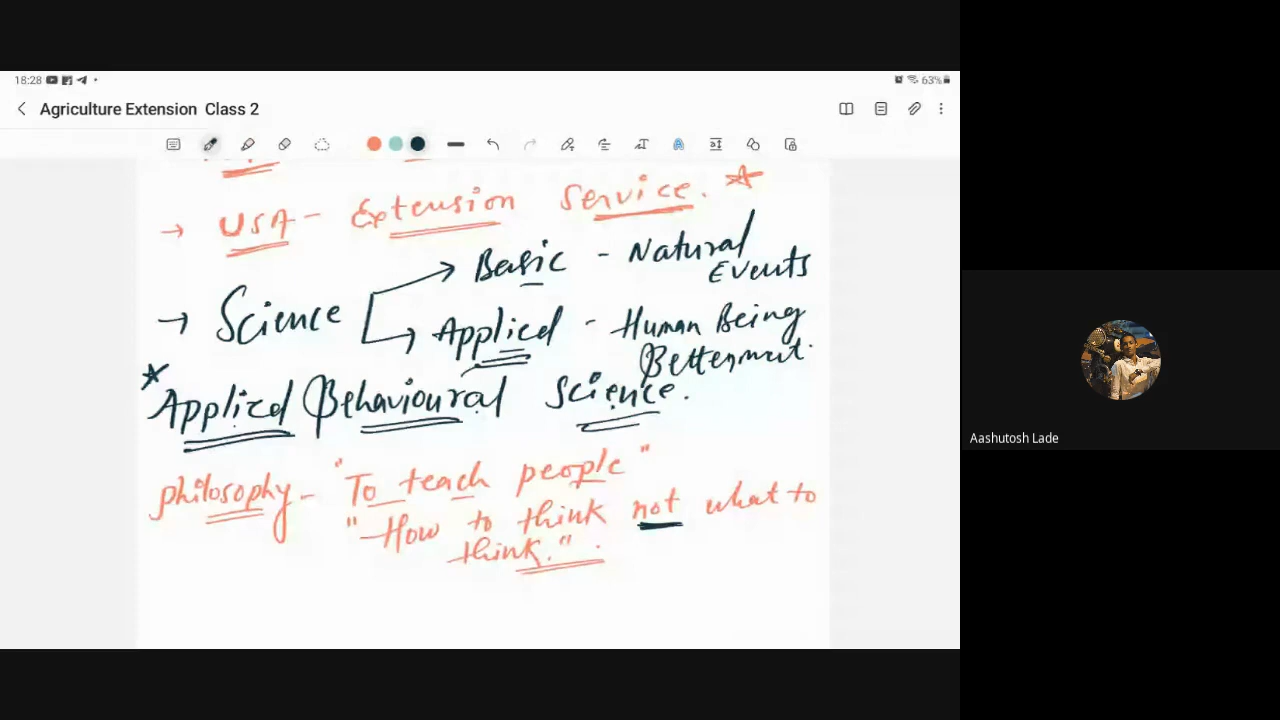 18:28
63%
Agriculture Extension Class 2
→ USA - Extension Service.
→ Science → Basic - Natural Events
→ Applied - Human Being Betterment.
Applied Behavioural Science.
philosophy - "To teach people"
"How to think not what to
think."
Aashutosh Lade